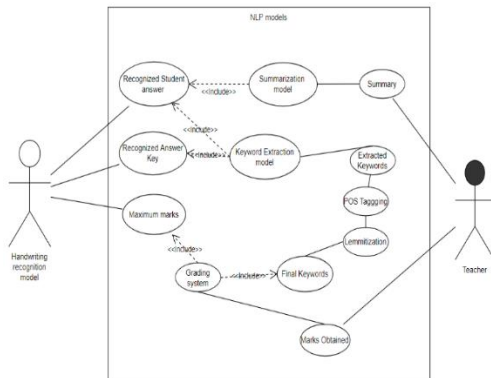 NLP models
Recognized Student
answer
<<Include>>
Summarization
model
Summary
<<Include>>
Recognized Answer
Key
<<Include>>
Keyword Extraction
model
Extracted
Keywords
POS Taggging
Maximum marks
Lemmitization
<<Include>>
Grading
system
<<Include>>
Final Keywords
Marks Obtained
Handwriting
recognition
model
Teacher